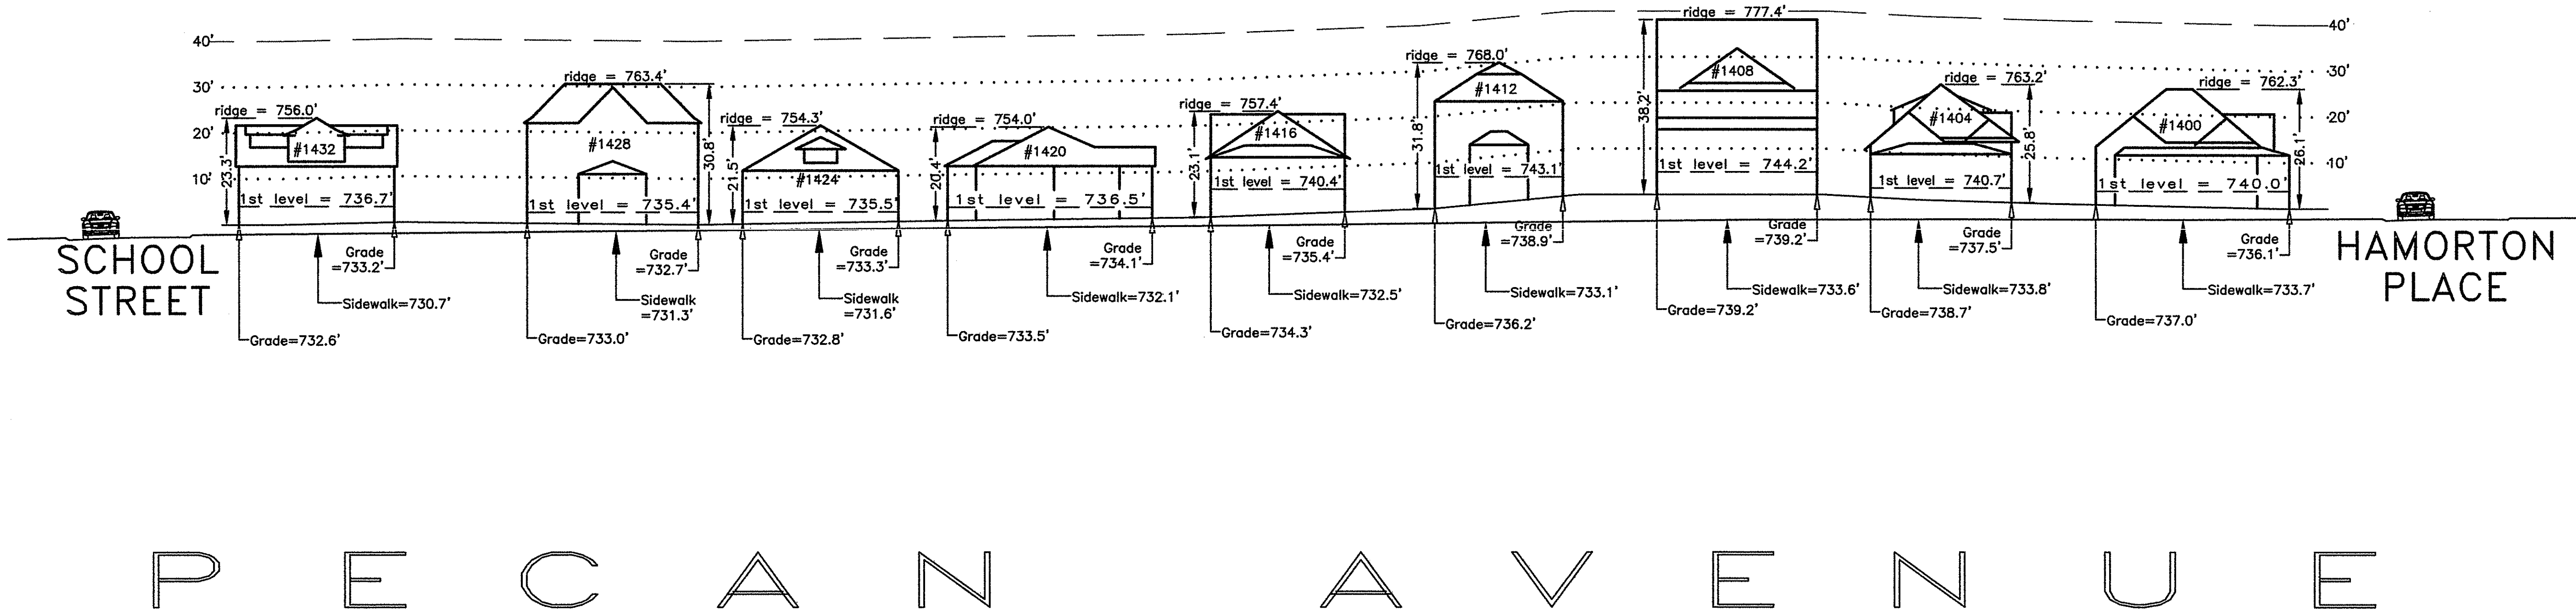 40'
30'
20'
10'
ridge = 756.0'
#1432
23.3'
1st level = 736.7'
SCHOOL
STREET
Grade
=733.2'
Sidewalk=730.7'
Grade=732.6'
ridge = 763.4'
#1428
30.8'
1st level = 735.4'
Grade
=732.7'
Sidewalk
=731.3'
Grade=733.0'
ridge = 754.3'
#1424
21.5'
1st level = 735.5'
Grade
=733.3'
Sidewalk
=731.6'
Grade=732.8'
ridge = 754.0'
#1420
20.4'
1st level = 736.5'
Grade
=734.1'
Sidewalk=732.1'
Grade=733.5'
ridge = 757.4'
#1416
23.1'
1st level = 740.4'
Grade
=735.4'
Sidewalk=732.5'
Grade=734.3'
ridge = 768.0'
#1412
31.8'
1st level = 743.1'
Grade
=738.9'
Sidewalk=733.1'
Grade=736.2'
ridge = 777.4'
#1408
38.2'
1st level = 744.2'
Grade
=739.2'
Sidewalk=733.6'
Grade=739.2'
ridge = 763.2'
#1404
25.8'
1st level = 740.7'
Grade
=737.5'
Sidewalk=733.8'
Grade=738.7'
ridge = 762.3'
#1400
26.1'
1st level = 740.0'
Grade
=736.1'
Sidewalk=733.7'
Grade=737.0'
40'
30'
20'
10'
HAMORTON
PLACE
PECAN AVENUE